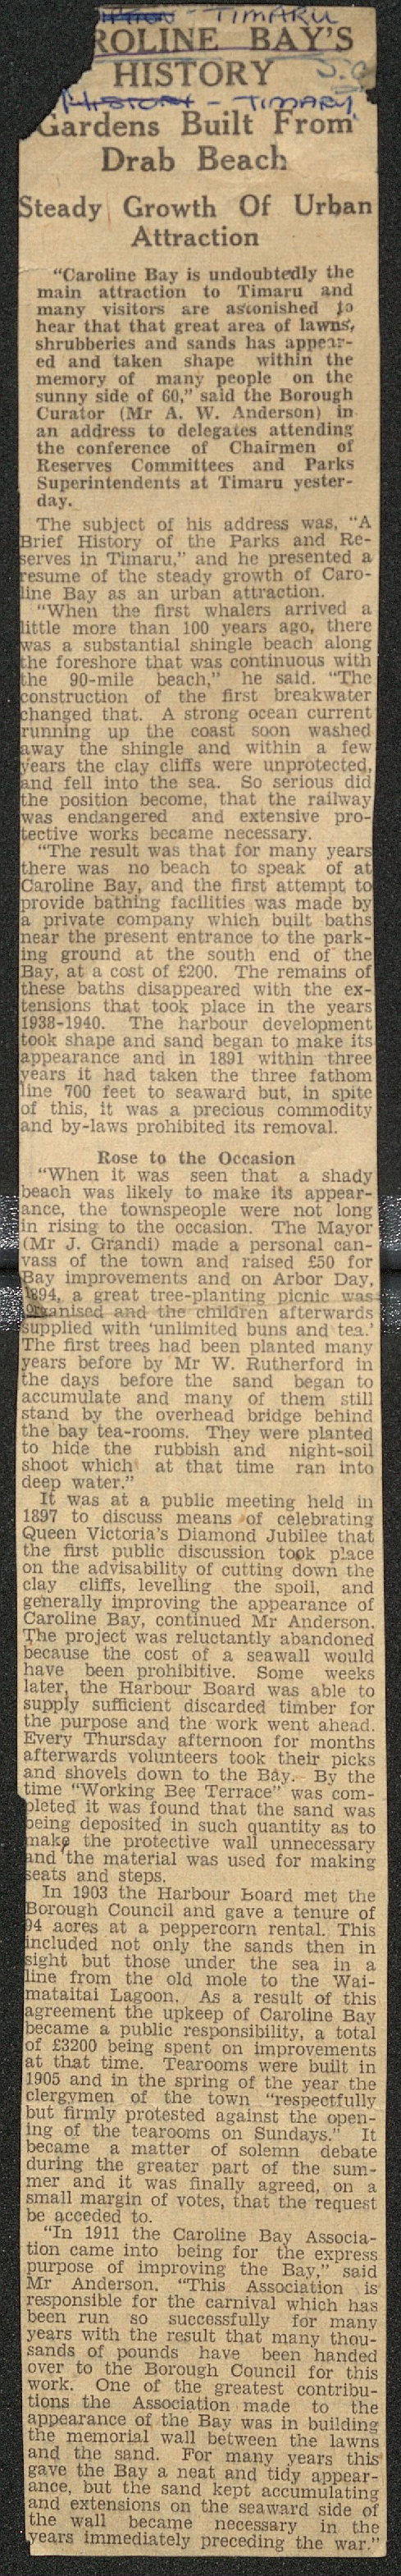 - TIMARU
ROLINE BAY'S
HISTORY
HISTORY - TIMARU
Gardens Built From
Drab Beach
Steady Growth Of Urban
Attraction
"Caroline Bay is undoubtedly the
main attraction to Timaru and
many visitors are astonished to
hear that that great area of lawns,
shrubberies and sands has appear-
ed and taken shape within the
memory of many people on the
sunny side of 60," said the Borough
Curator (Mr A. W. Anderson) in
an address to delegates attending
the conference of Chairmen of
Reserves Committees and Parks
Superintendents at Timaru yester-
day.
The subject of his address was, "A
Brief History of the Parks and Re-
serves in Timaru," and he presented a
resume of the steady growth of Caro-
line Bay as an urban attraction.
"When the first whalers arrived a
little more than 100 years ago, there
was a substantial shingle beach along
the foreshore that was continuous with
the 90-mile beach," he said. "The
construction of the first breakwater
changed that. A strong ocean current
running up the coast soon washed
away the shingle and within a few
years the clay cliffs were unprotected,
and fell into the sea. So serious did
the position become, that the railway
was endangered and extensive pro-
tective works became necessary.
"The result was that for many years
there was no beach to speak of at
Caroline Bay, and the first attempt to
provide bathing facilities was made by
a private company which built baths
near the present entrance to the park-
ing ground at the south end of the
Bay, at a cost of £200. The remains of
these baths disappeared with the ex-
tensions that took place in the years
1938-1940. The harbour development
took shape and sand began to make its
appearance and in 1891 within three
years it had taken the three fathom
line 700 feet to seaward but, in spite
of this, it was a precious commodity
and by-laws prohibited its removal.
Rose to the Occasion
"When it was seen that a shady
beach was likely to make its appear-
ance, the townspeople were not long
in rising to the occasion. The Mayor
(Mr J. Grandi) made a personal can-
vass of the town and raised £50 for
Bay improvements and on Arbor Day,
1894, a great tree-planting picnic was
organised and the children afterwards
supplied with 'unlimited buns and tea.'
The first trees had been planted many
years before by Mr W. Rutherford in
the days before the sand began to
accumulate and many of them still
stand by the overhead bridge behind
the bay tea-rooms. They were planted
to hide the rubbish and night-soil
shoot which at that time ran into
deep water."
It was at a public meeting held in
1897 to discuss means of celebrating
Queen Victoria's Diamond Jubilee that
the first public discussion took place
on the advisability of cutting down the
clay cliffs, levelling the spoil, and
generally improving the appearance of
Caroline Bay, continued Mr Anderson.
The project was reluctantly abandoned
because the cost of a seawall would
have been prohibitive. Some weeks
later, the Harbour Board was able to
supply sufficient discarded timber for
the purpose and the work went ahead.
Every Thursday afternoon for months
afterwards volunteers took their picks
and shovels down to the Bay. By the
time "Working Bee Terrace" was com-
pleted it was found that the sand was
being deposited in such quantity as to
make the protective wall unnecessary
and the material was used for making
seats and steps.
In 1903 the Harbour Board met the
Borough Council and gave a tenure of
94 acres at a peppercorn rental. This
included not only the sands then in
sight but those under the sea in a
line from the old mole to the Wai-
mataitai Lagoon. As a result of this
agreement the upkeep of Caroline Bay
became a public responsibility, a total
of £3200 being spent on improvements
at that time. Tearooms were built in
1905 and in the spring of the year the
clergymen of the town "respectfully
but firmly protested against the open-
ing of the tearooms on Sundays." It
became a matter of solemn debate
during the greater part of the sum-
mer and it was finally agreed, on a
small margin of votes, that the request
be acceded to.
"In 1911 the Caroline Bay Associa-
tion came into being for the express
purpose of improving the Bay," said
Mr Anderson. "This Association is
responsible for the carnival which has
been run so successfully for many
years with the result that many thou-
sands of pounds have been handed
over to the Borough Council for this
work. One of the greatest contribu-
tions the Association made to the
appearance of the Bay was in building
the memorial wall between the lawns
and the sand. For many years this
gave the Bay a neat and tidy appear-
ance, but the sand kept accumulating
and extensions on the seaward side of
the wall became necessary in the
years immediately preceding the war."